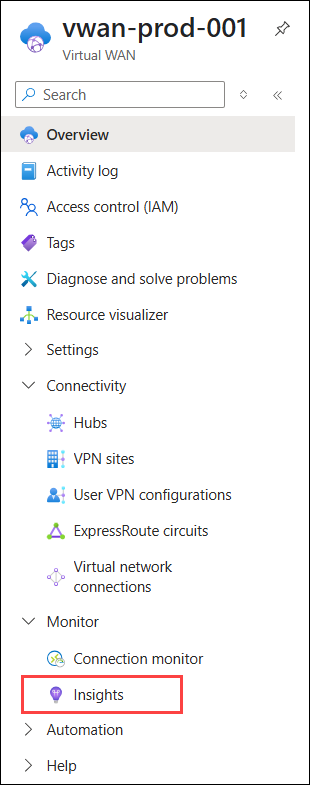 vwan-prod-001
Virtual WAN
Search
Overview
Activity log
Access control (IAM)
Tags
Diagnose and solve problems
Resource visualizer
Settings
Connectivity
Hubs
VPN sites
User VPN configurations
ExpressRoute circuits
Virtual network
connections
Monitor
Connection monitor
Insights
Automation
Help